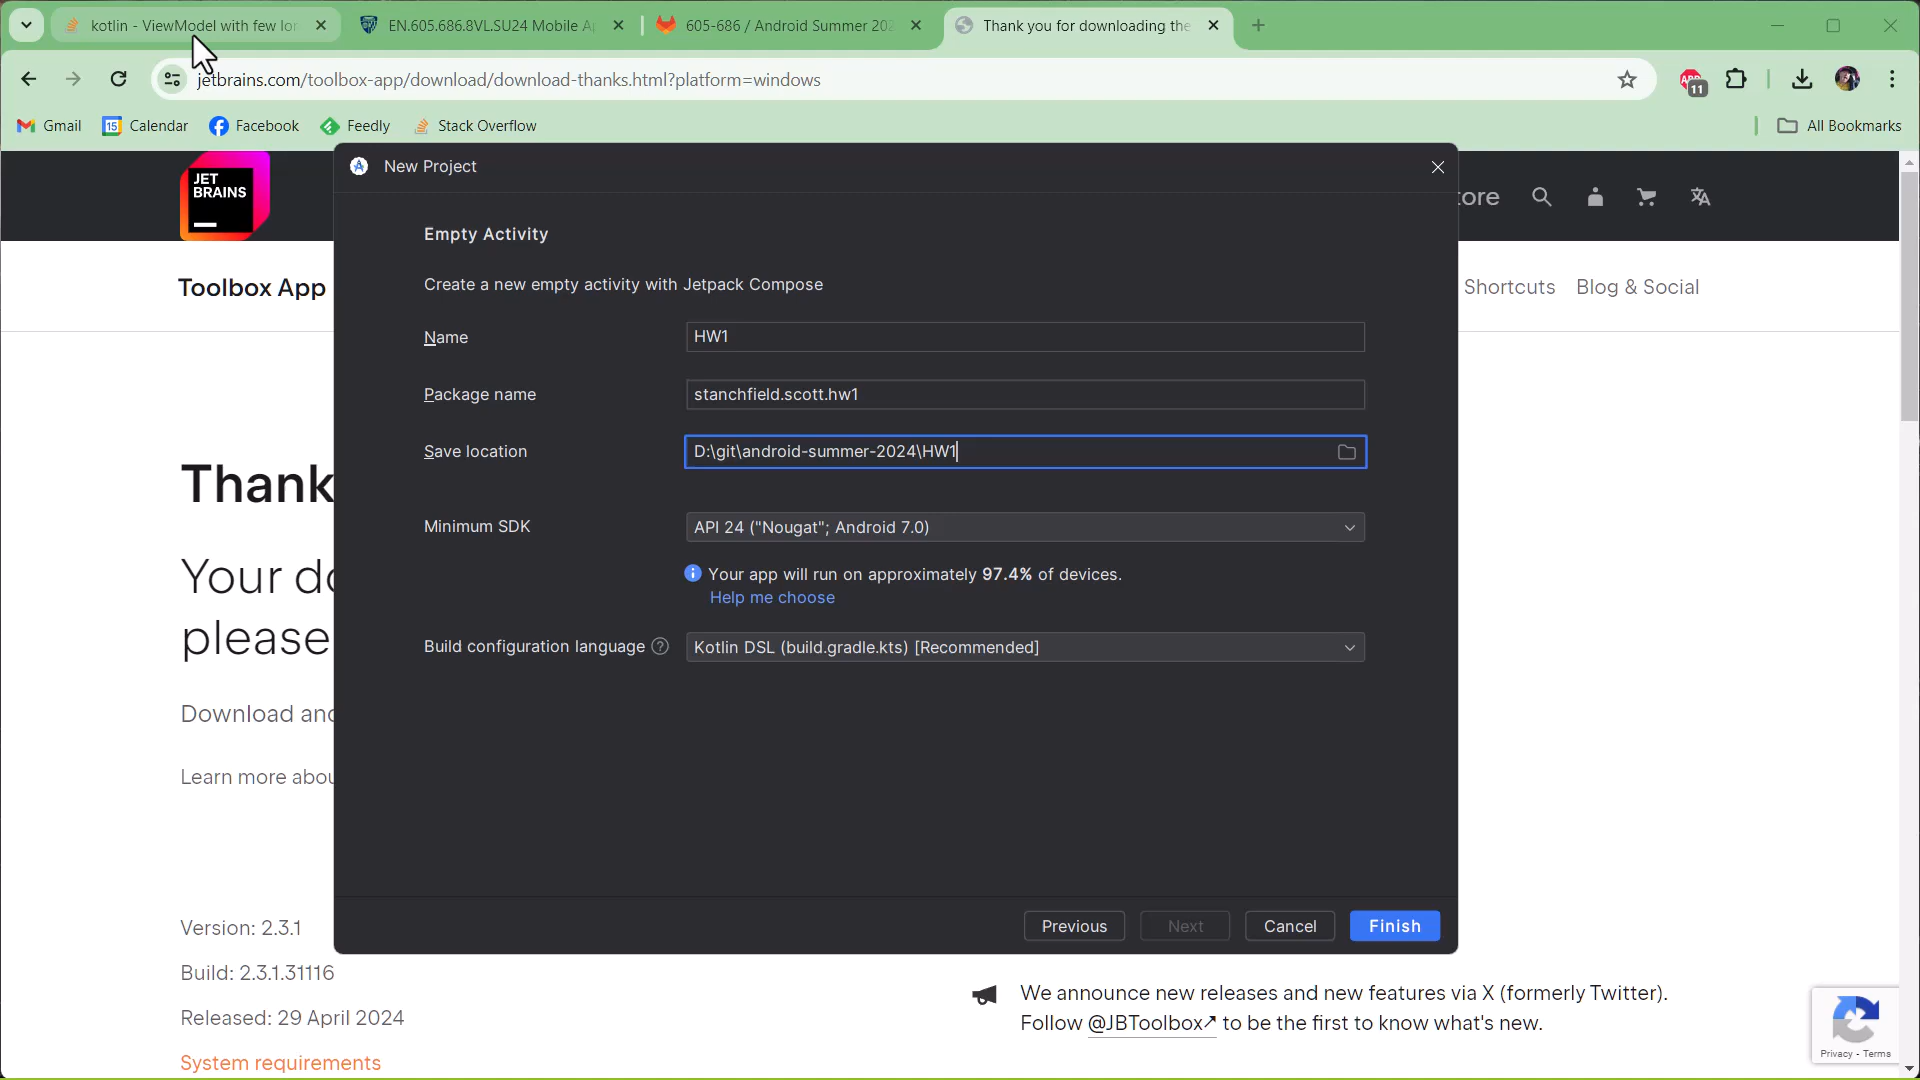 kotlin - ViewModel with few lon
EN.605.686.8VL.SU24 Mobile Ap
605-686 / Android Summer 202
Thank you for downloading the
jetbrains.com/toolbox-app/download/download-thanks.html?platform=windows
11
Gmail
Calendar
Facebook
Feedly
Stack Overflow
All Bookmarks
JET
BRAINS
New Project
tore
Toolbox App
Shortcuts
Blog & Social
Empty Activity
Create a new empty activity with Jetpack Compose
Name
HW1
Package name
stanchfield.scott.hw1
Save location
D:\git\android-summer-2024\HW1
Minimum SDK
API 24 ("Nougat"; Android 7.0)
Your app will run on approximately 97.4% of devices.
Help me choose
Build configuration language
Kotlin DSL (build.gradle.kts) [Recommended]
Previous
Next
Cancel
Finish
Thank
Your do
please
Download and
Learn more abou
Version: 2.3.1
Build: 2.3.1.31116
Released: 29 April 2024
System requirements
We announce new releases and new features via X (formerly Twitter).
Follow @JBToolbox↗ to be the first to know what's new.
Privacy - Terms